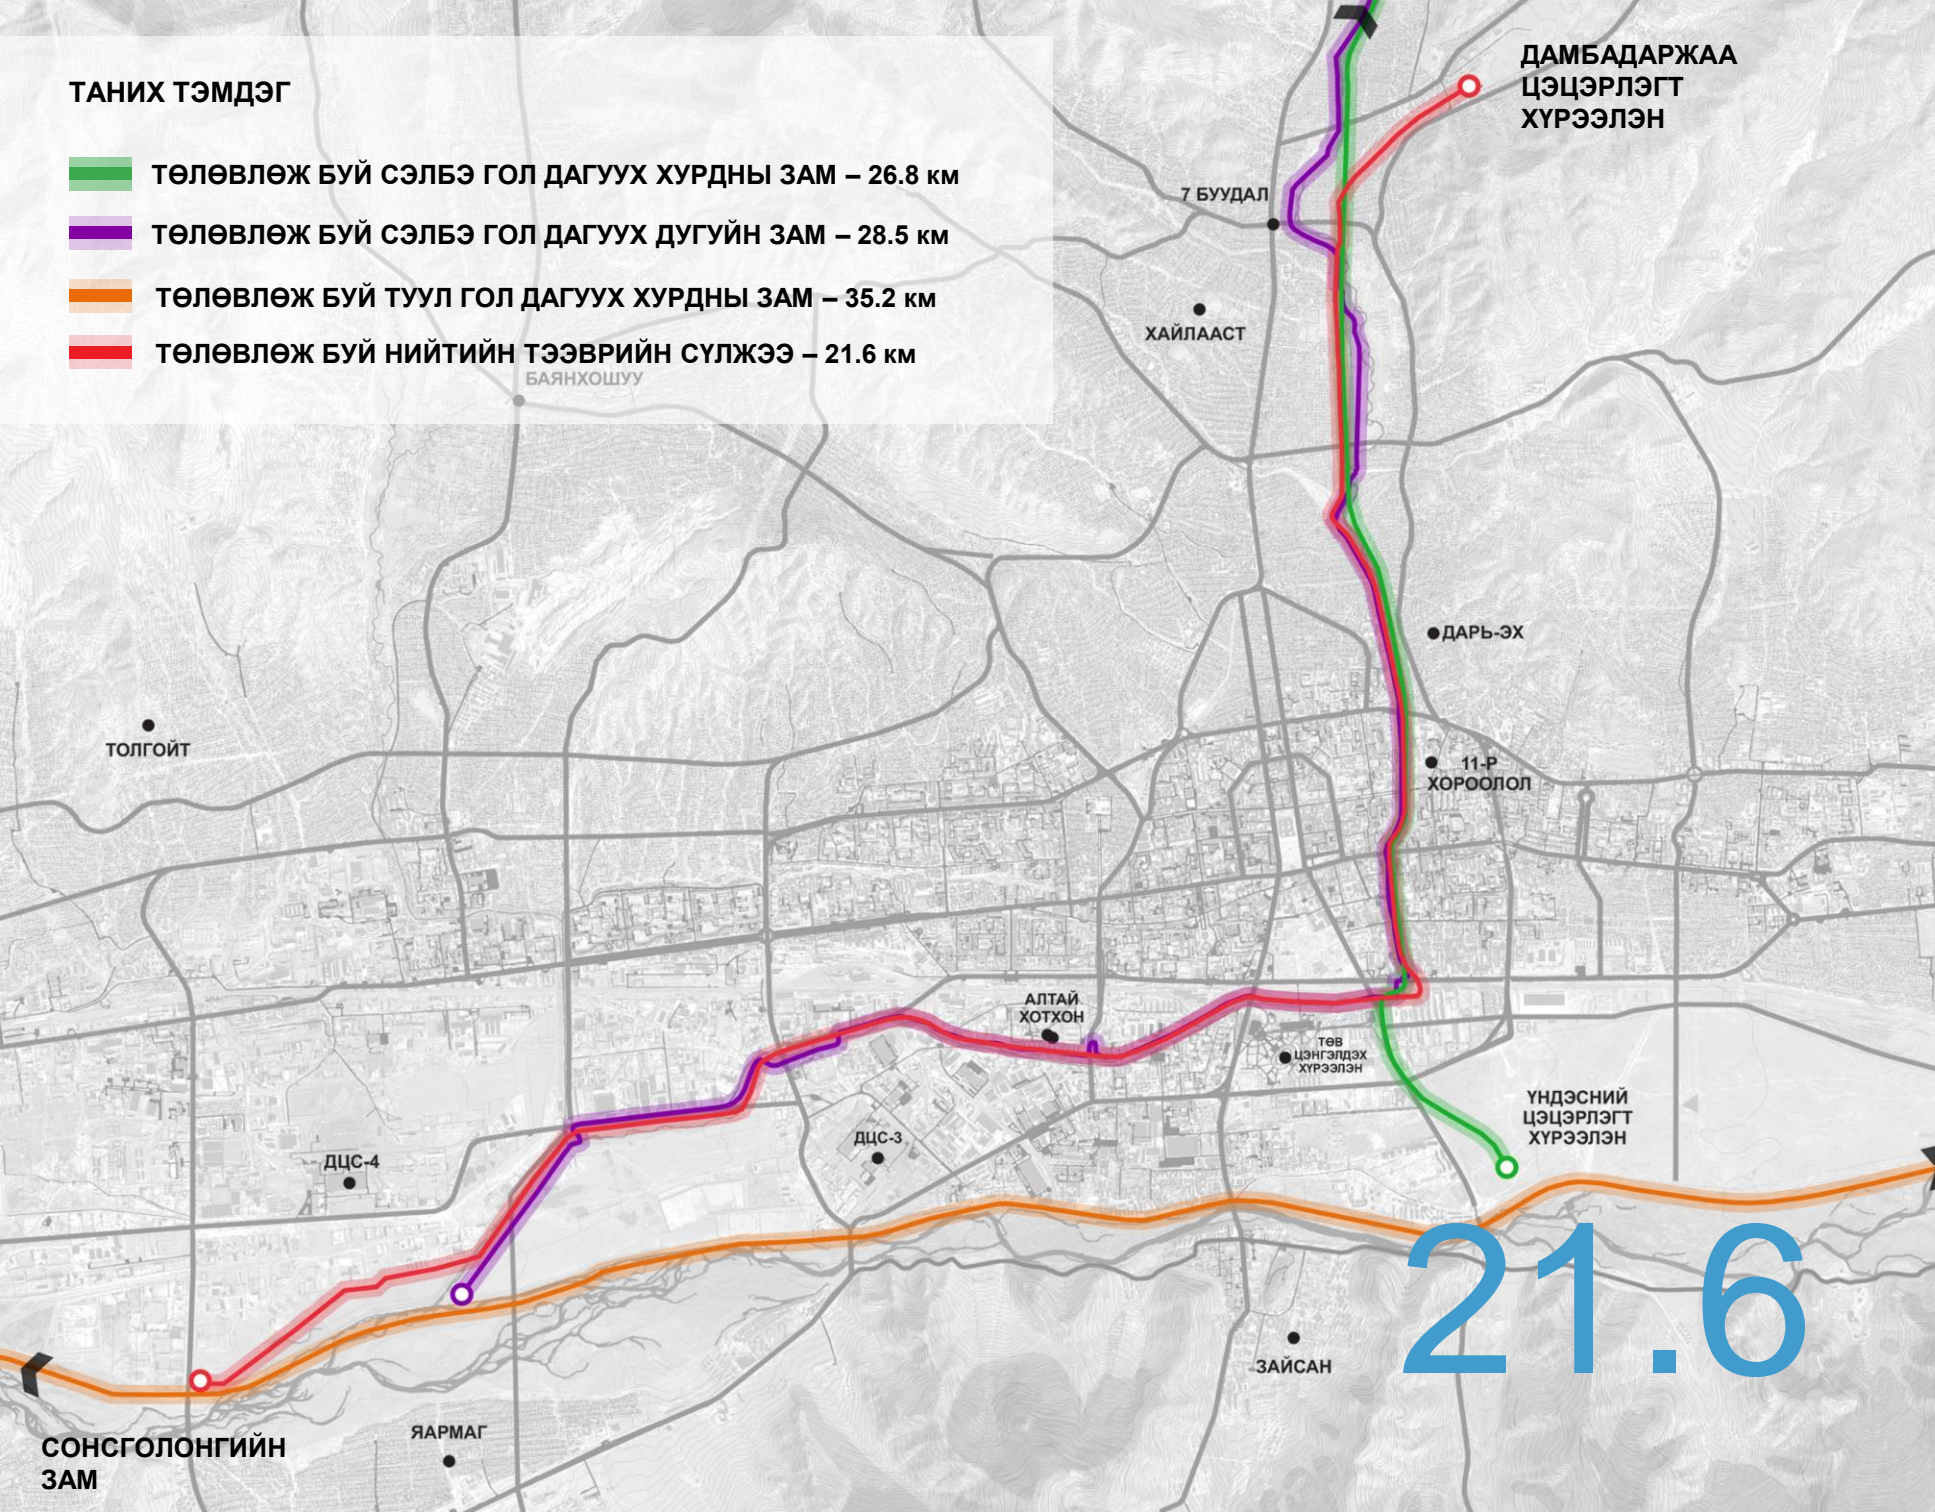 ТАНИХ ТЭМДЭГ
ТӨЛӨВЛӨЖ БУЙ СЭЛБЭ ГОЛ ДАГУУХ ХУРДНЫ ЗАМ – 26.8 км
ТӨЛӨВЛӨЖ БУЙ СЭЛБЭ ГОЛ ДАГУУХ ДУГУЙН ЗАМ – 28.5 км
ТӨЛӨВЛӨЖ БУЙ ТУУЛ ГОЛ ДАГУУХ ХУРДНЫ ЗАМ – 35.2 км
ТӨЛӨВЛӨЖ БУЙ НИЙТИЙН ТЭЭВРИЙН СҮЛЖЭЭ – 21.6 км
БАЯНХОШУУ
ДАМБАДАРЖАА
ЦЭЦЭРЛЭГТ
ХҮРЭЭЛЭН
7 БУУДАЛ
ХАЙЛААСТ
ДАРЬ-ЭХ
ТОЛГОЙТ
11-Р
ХОРООЛОЛ
АЛТАЙ
ХОТХОН
ТӨВ
ЦЭНГЭЛДЭХ
ХҮРЭЭЛЭН
ҮНДЭСНИЙ
ЦЭЦЭРЛЭГТ
ХҮРЭЭЛЭН
ДЦС-3
ДЦС-4
21.6
ЗАЙСАН
ЯАРМАГ
СОНСГОЛОНГИЙН
ЗАМ